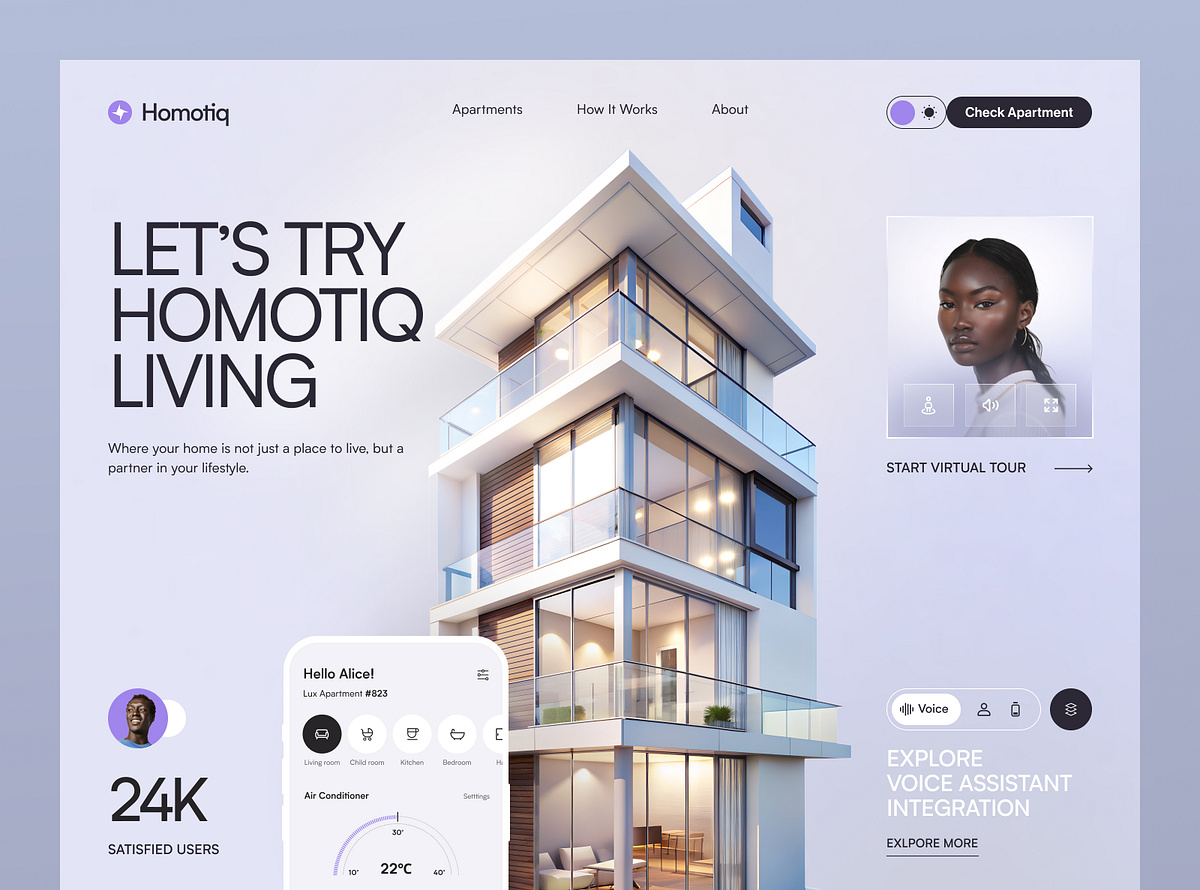 Homotiq
Apartments
How It Works
About
Check Apartment
LET’S TRY
HOMOTIQ
LIVING
Where your home is not just a place to live, but a
partner in your lifestyle.
START VIRTUAL TOUR
24K
SATISFIED USERS
Hello Alice!
Lux Apartment #823
Living room
Child room
Kitchen
Bedroom
Ha
Air Conditioner
Setttings
30°
10°
22°C
40°
Voice
EXPLORE
VOICE ASSISTANT
INTEGRATION
EXLPORE MORE